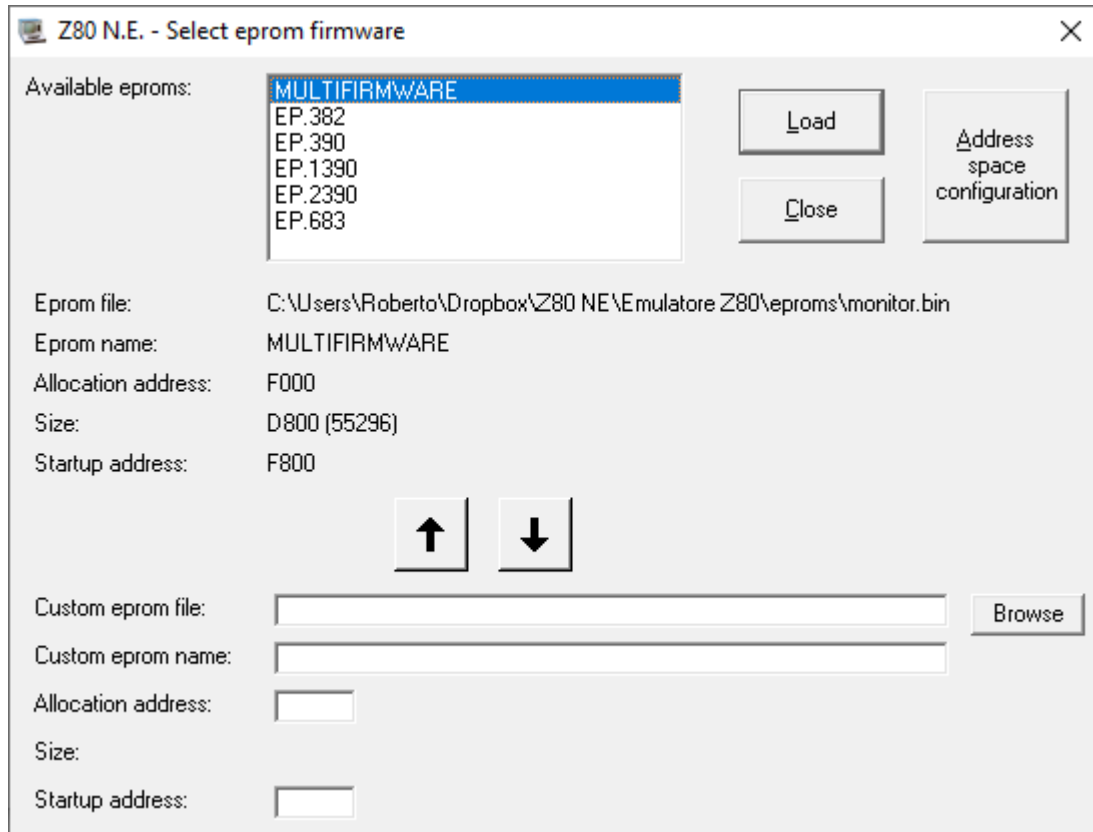 Z80 N.E. - Select eprom firmware
Available eproms:
MULTIFIRMWARE
EP.382
EP.390
EP.1390
EP.2390
EP.683
Load
Close
Address
space
configuration
Eprom file: C:\Users\Roberto\Dropbox\Z80 NE\Emulatore Z80\eproms\monitor.bin
Eprom name: MULTIFIRMWARE
Allocation address: F000
Size: D800 (55296)
Startup address: F800
Custom eprom file:
Browse
Custom eprom name:
Allocation address:
Size:
Startup address: